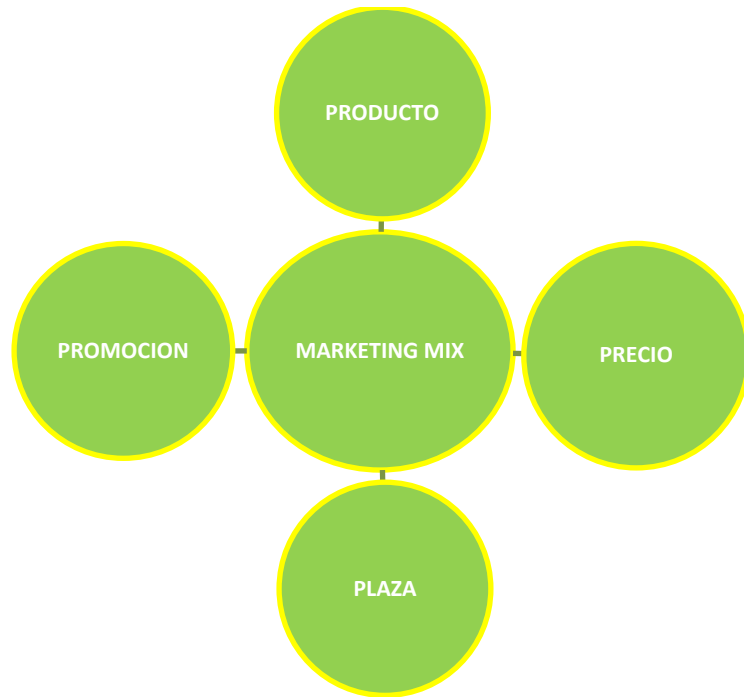 PRODUCTO
PROMOCION
MARKETING MIX
PRECIO
PLAZA